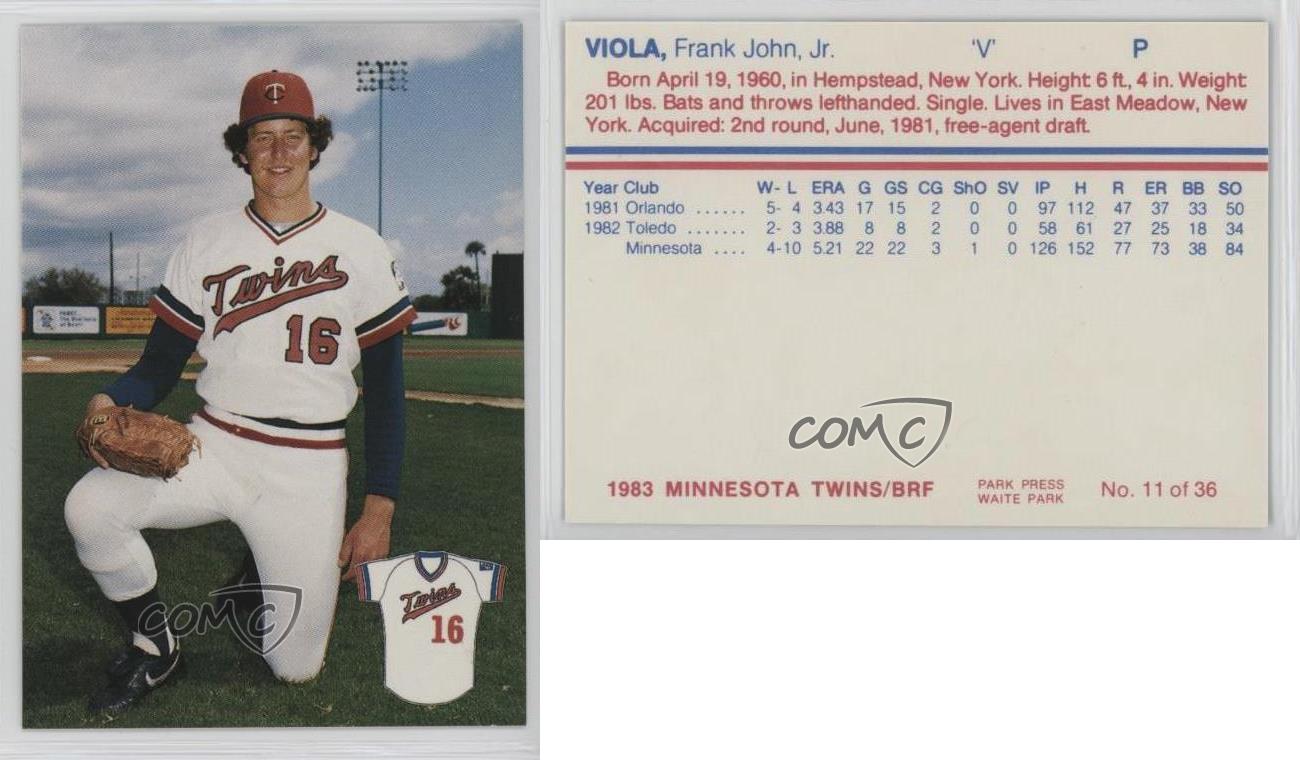 T
C
Twins
16
Twins
16
COMC
VIOLA, Frank John, Jr. 'V' P
Born April 19, 1960, in Hempstead, New York. Height: 6 ft., 4 in. Weight:
201 lbs. Bats and throws lefthanded. Single. Lives in East Meadow, New
York. Acquired: 2nd round, June, 1981, free-agent draft.
Year Club W- L ERA G GS CG ShO SV IP H R ER BB SO
1981 Orlando ...... 5- 4 3.43 17 15 2 0 0 97 112 47 37 33 50
1982 Toledo ....... 2- 3 3.88 8 8 2 0 0 58 61 27 25 18 34
Minnesota .... 4-10 5.21 22 22 3 1 0 126 152 77 73 38 84
COMC
1983 MINNESOTA TWINS/BRF
PARK PRESS
WAITE PARK
No. 11 of 36